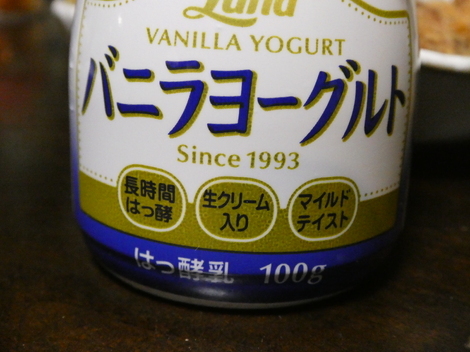 Land
VANILLA YOGURT
バニラヨーグルト
Since 1993
長時間
はっ酵
生クリーム
入り
マイルド
テイスト
はっ酵乳 100g